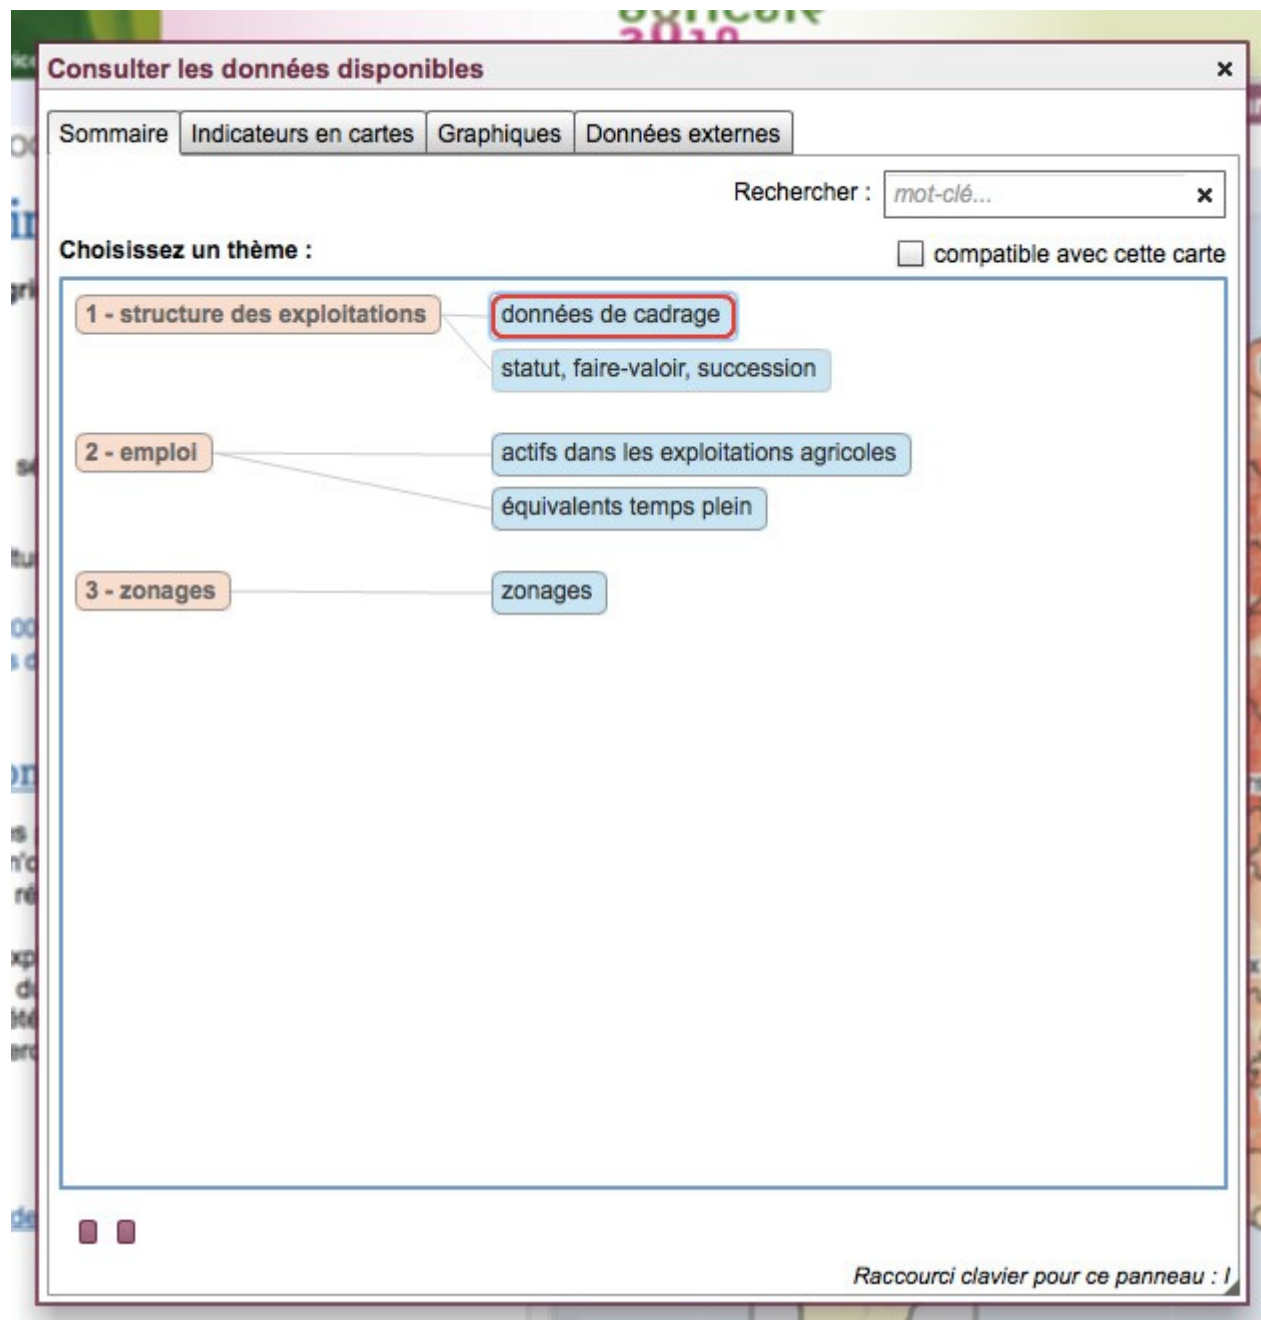 2010
Consulter les données disponibles
Sommaire Indicateurs en cartes Graphiques Données externes
Rechercher : mot-clé...
Choisissez un thème : compatible avec cette carte
1 - structure des exploitations données de cadrage
statut, faire-valoir, succession
2 - emploi actifs dans les exploitations agricoles
équivalents temps plein
3 - zonages zonages
Raccourci clavier pour ce panneau : I